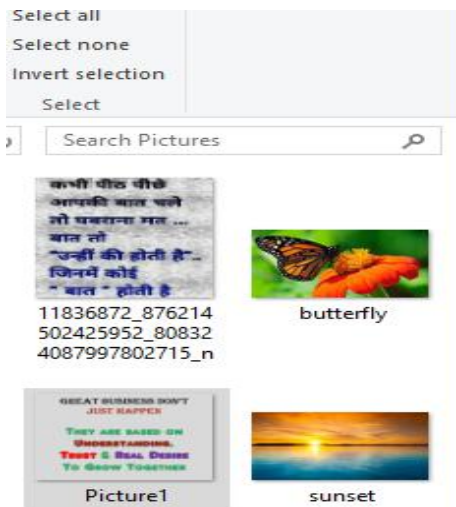 Select all
Select none
Invert selection
Select
Search Pictures
कभी पीठ पीछे
आपकी बात चले
तो घबराना मत ...
बात तो
"उन्हीं की होती है"..
जिनमें कोई
" बात " होती है
11836872_876214
502425952_80832
4087997802715_n
butterfly
GREAT BUSINESS DON'T
JUST HAPPEN
THEY ARE BASED ON
UNDERSTANDING,
TRUST & REAL DESIRE
TO GROW TOGETHER
Picture1
sunset